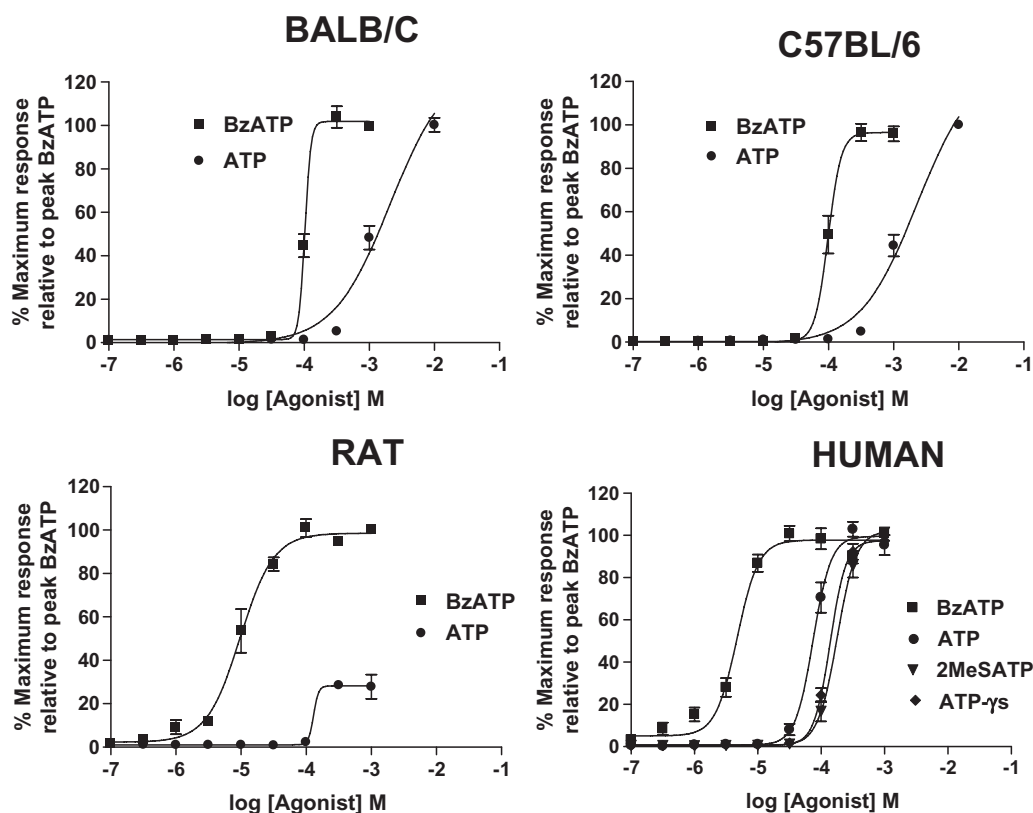 BALB/C
% Maximum response
relative to peak BzATP
120
100
80
60
40
20
0
BzATP
ATP
-7 -6 -5 -4 -3 -2 -1
log [Agonist] M
C57BL/6
% Maximum response
relative to peak BzATP
120
100
80
60
40
20
0
BzATP
ATP
-7 -6 -5 -4 -3 -2 -1
log [Agonist] M
RAT
% Maximum response
relative to peak BzATP
120
100
80
60
40
20
0
BzATP
ATP
-7 -6 -5 -4 -3 -2 -1
log [Agonist] M
HUMAN
% Maximum response
relative to peak BzATP
120
100
80
60
40
20
0
BzATP
ATP
2MeSATP
ATP-γs
-7 -6 -5 -4 -3 -2 -1
log [Agonist] M